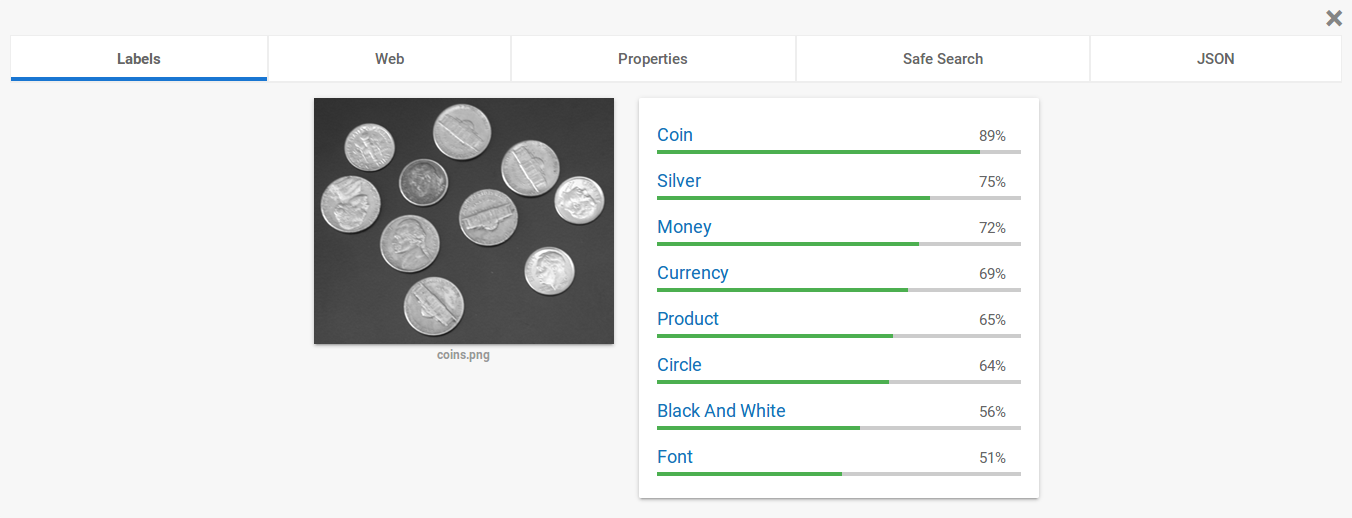 Labels
Web
Properties
Safe Search
JSON
coins.png
Coin 89%
Silver 75%
Money 72%
Currency 69%
Product 65%
Circle 64%
Black And White 56%
Font 51%